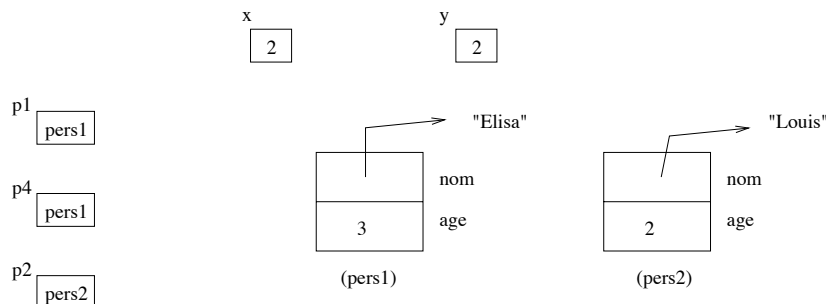 x y
2 2
p1
pers1
"Elisa" "Louis"
nom nom
p4
pers1
3 age 2 age
p2
pers2
(pers1) (pers2)